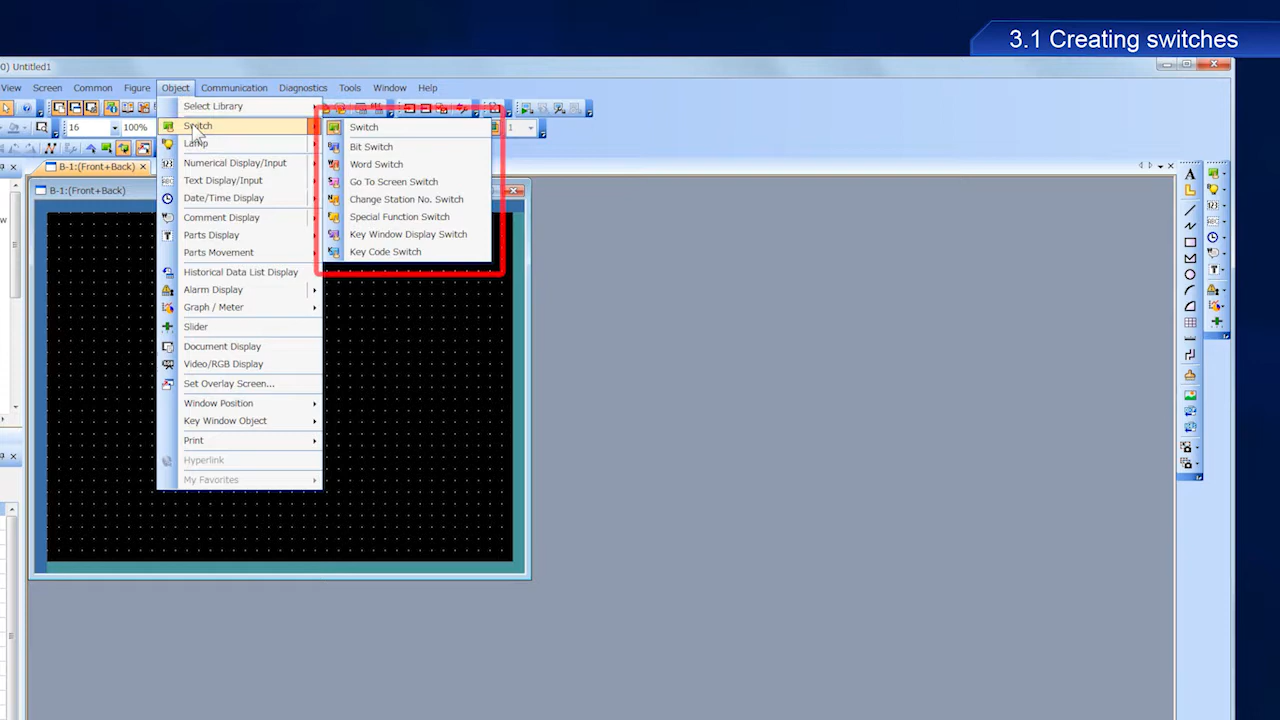 3.1 Creating switches
0) Untitled1
View Screen Common Figure Object Communication Diagnostics Tools Window Help
16 100% 1
B-1:(Front+Back)
B-1:(Front+Back)
Select Library
Switch
Lamp
Numerical Display/Input
Text Display/Input
Date/Time Display
Comment Display
Parts Display
Parts Movement
Historical Data List Display
Alarm Display
Graph / Meter
Slider
Document Display
Video/RGB Display
Set Overlay Screen...
Window Position
Key Window Object
Print
Hyperlink
My Favorites
Switch
Bit Switch
Word Switch
Go To Screen Switch
Change Station No. Switch
Special Function Switch
Key Window Display Switch
Key Code Switch